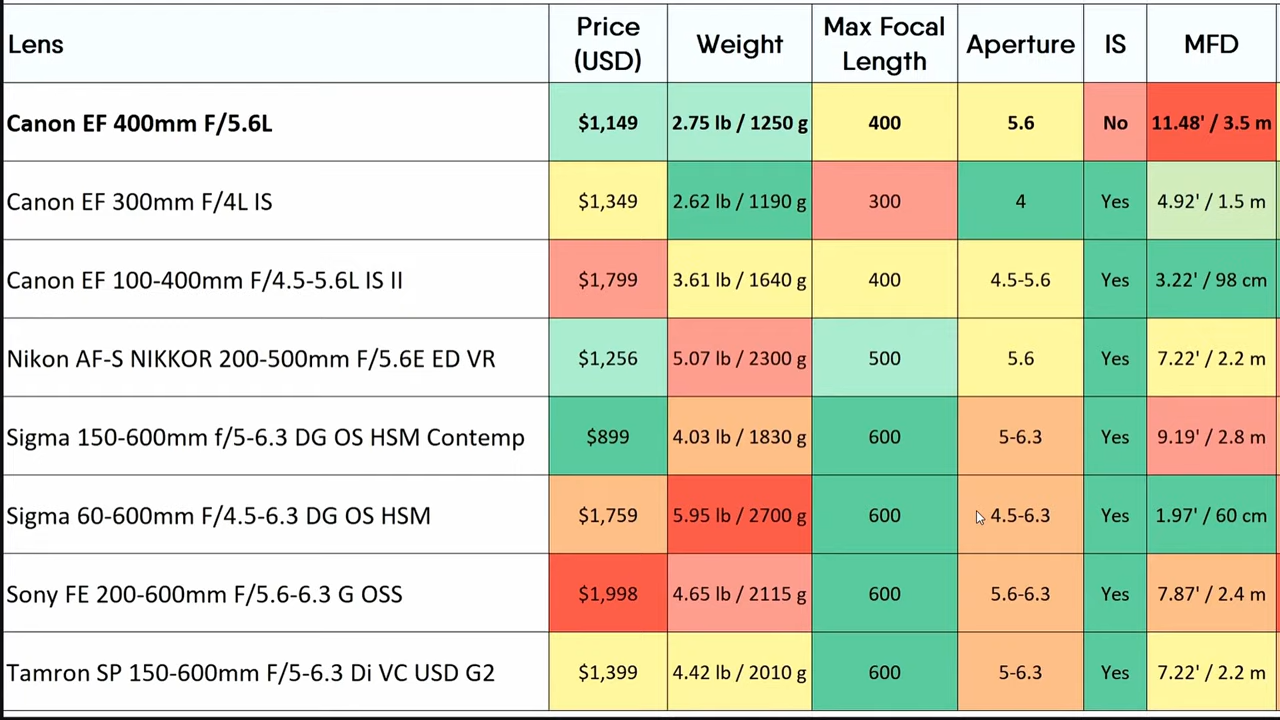 Lens Price (USD) Weight Max Focal Length Aperture IS MFD
Canon EF 400mm F/5.6L $1,149 2.75 lb / 1250 g 400 5.6 No 11.48' / 3.5 m
Canon EF 300mm F/4L IS $1,349 2.62 lb / 1190 g 300 4 Yes 4.92' / 1.5 m
Canon EF 100-400mm F/4.5-5.6L IS II $1,799 3.61 lb / 1640 g 400 4.5-5.6 Yes 3.22' / 98 cm
Nikon AF-S NIKKOR 200-500mm F/5.6E ED VR $1,256 5.07 lb / 2300 g 500 5.6 Yes 7.22' / 2.2 m
Sigma 150-600mm f/5-6.3 DG OS HSM Contemp $899 4.03 lb / 1830 g 600 5-6.3 Yes 9.19' / 2.8 m
Sigma 60-600mm F/4.5-6.3 DG OS HSM $1,759 5.95 lb / 2700 g 600 4.5-6.3 Yes 1.97' / 60 cm
Sony FE 200-600mm F/5.6-6.3 G OSS $1,998 4.65 lb / 2115 g 600 5.6-6.3 Yes 7.87' / 2.4 m
Tamron SP 150-600mm F/5-6.3 Di VC USD G2 $1,399 4.42 lb / 2010 g 600 5-6.3 Yes 7.22' / 2.2 m